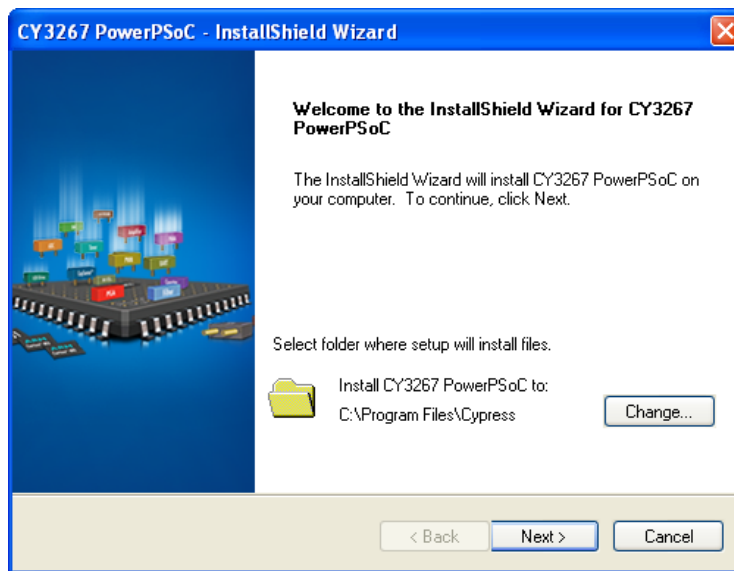 CY3267 PowerPSoC - InstallShield Wizard
Welcome to the InstallShield Wizard for CY3267
PowerPSoC
The InstallShield Wizard will install CY3267 PowerPSoC on
your computer. To continue, click Next.
Select folder where setup will install files.
Install CY3267 PowerPSoC to:
C:\Program Files\Cypress
Change...
< Back
Next >
Cancel